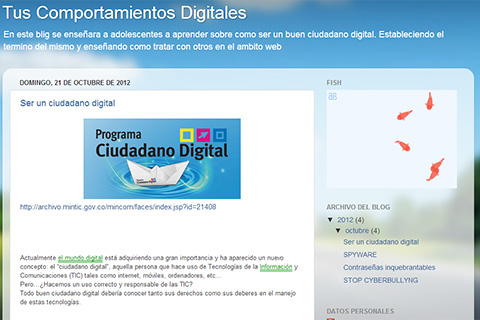 Tus Comportamientos Digitales
En este blig se enseñara a adolescentes a aprender sobre como ser un buen ciudadano digital. Estableciendo el
termino del mismo y enseñando como tratar con otros en el ambito web
DOMINGO, 21 DE OCTUBRE DE 2012
Ser un ciudadano digital
Programa
Ciudadano Digital
http://archivo.mintic.gov.co/mincom/faces/index.jsp?id=21408
Actualmente el mundo digital está adquiriendo una gran importancia y ha aparecido un nuevo
concepto: el "ciudadano digital", aquella persona que hace uso de Tecnologías de la Información y
Comunicaciones (TIC) tales como internet, móviles, ordenadores, etc...
Pero...¿Hacemos un uso correcto y responsable de las TIC?
Todo buen ciudadano digital debería conocer tanto sus derechos como sus deberes en el manejo
de estas tecnologías.
FISH
ARCHIVO DEL BLOG
▼ 2012 (4)
▼ octubre (4)
Ser un ciudadano digital
SPYWARE
Contraseñas inquebrantables
STOP CYBERBULLYNG
DATOS PERSONALES